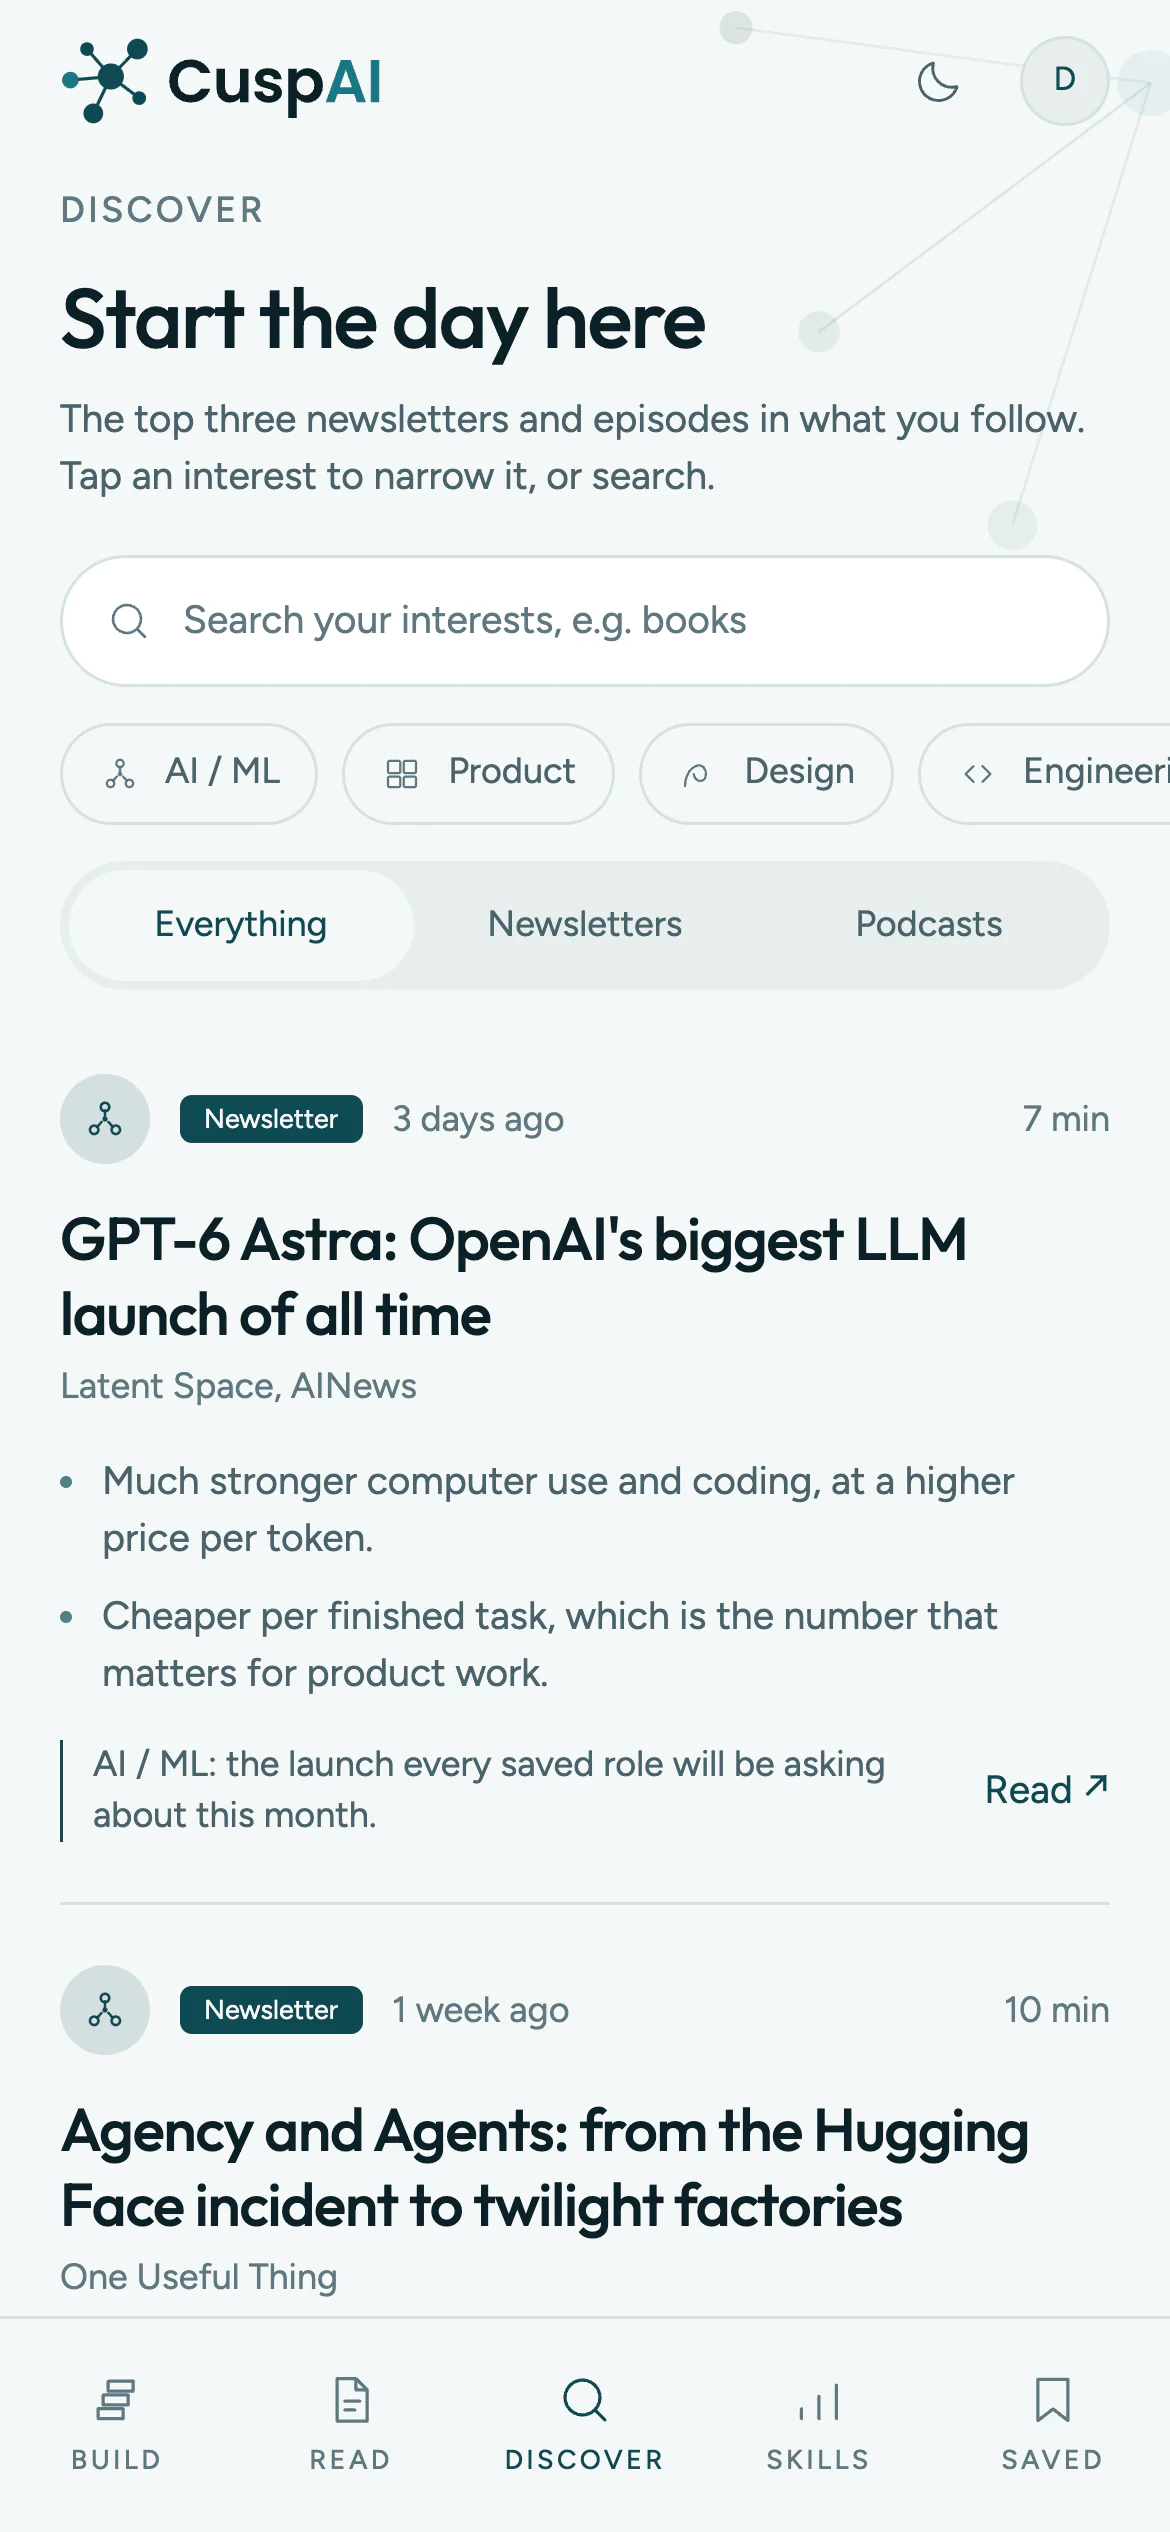 CuspAI
D
DISCOVER
Start the day here
The top three newsletters and episodes in what you follow.
Tap an interest to narrow it, or search.
Search your interests, e.g. books
AI / ML
Product
Design
Engineeri
Everything
Newsletters
Podcasts
Newsletter
3 days ago
7 min
GPT-6 Astra: OpenAI's biggest LLM
launch of all time
Latent Space, AINews
• Much stronger computer use and coding, at a higher
price per token.
• Cheaper per finished task, which is the number that
matters for product work.
AI / ML: the launch every saved role will be asking
about this month.
Read ↗
Newsletter
1 week ago
10 min
Agency and Agents: from the Hugging
Face incident to twilight factories
One Useful Thing
BUILD
READ
DISCOVER
SKILLS
SAVED